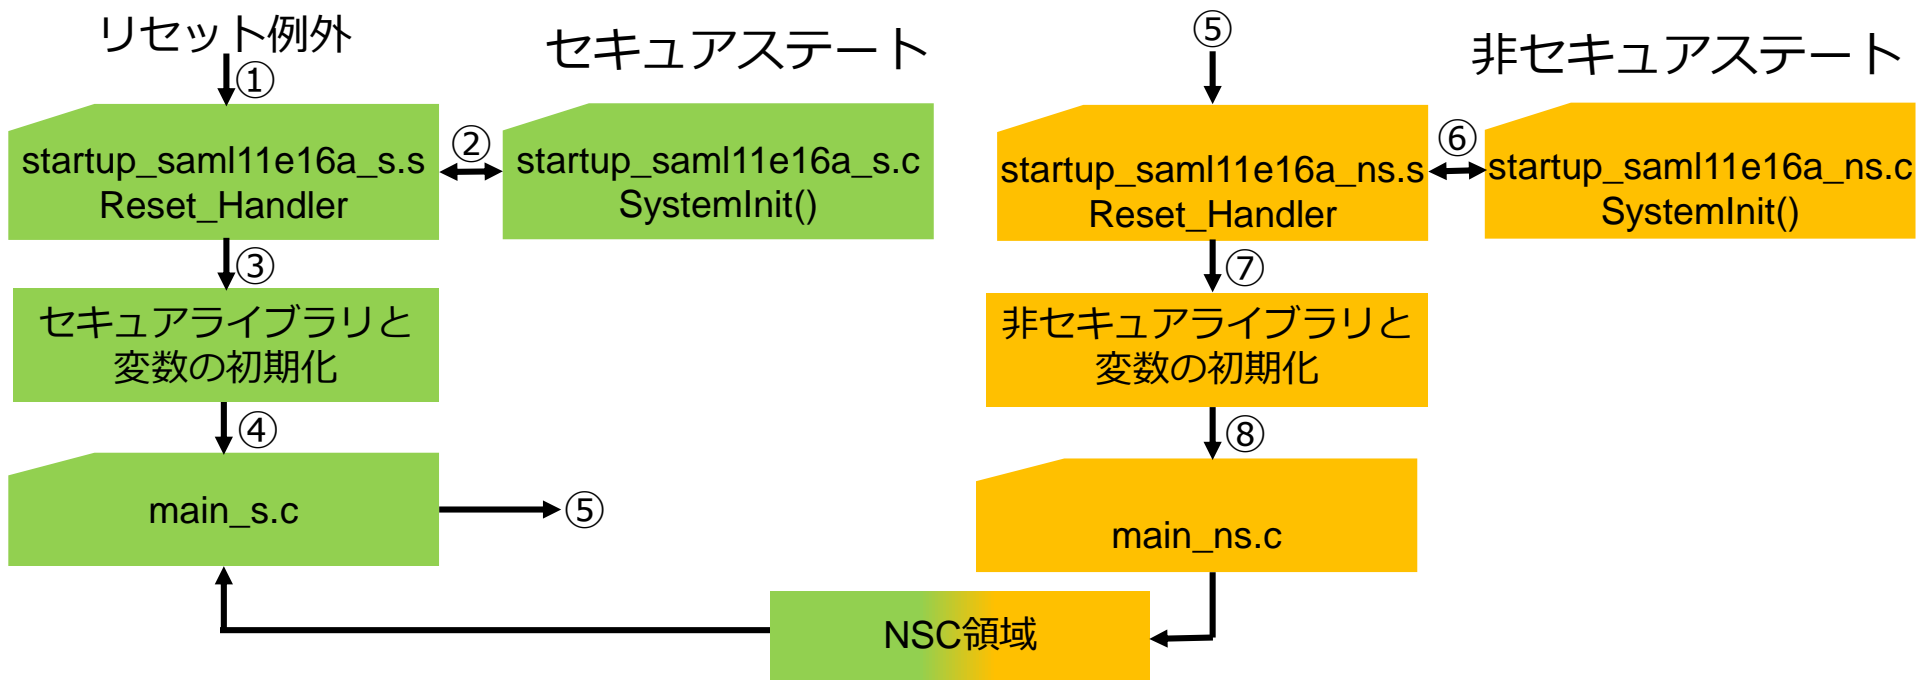 リセット例外
①
セキュアステート
startup_saml11e16a_s.s
Reset_Handler
②
startup_saml11e16a_s.c
SystemInit()
③
セキュアライブラリと
変数の初期化
④
main_s.c
⑤
⑤
非セキュアステート
startup_saml11e16a_ns.s
Reset_Handler
⑥
startup_saml11e16a_ns.c
SystemInit()
⑦
非セキュアライブラリと
変数の初期化
⑧
main_ns.c
NSC領域